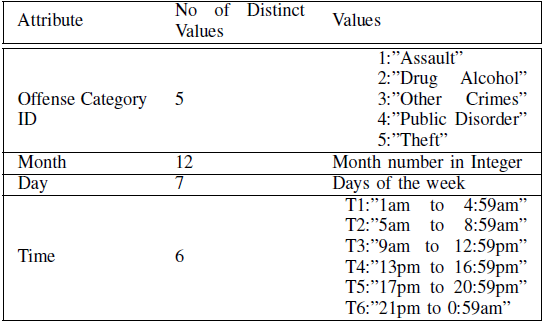 Attribute No of Distinct Values Values
Offense Category ID 5 1:”Assault”
2:”Drug Alcohol”
3:”Other Crimes”
4:”Public Disorder”
5:”Theft”
Month 12 Month number in Integer
Day 7 Days of the week
Time 6 T1:”1am to 4:59am”
T2:”5am to 8:59am”
T3:”9am to 12:59pm”
T4:”13pm to 16:59pm”
T5:”17pm to 20:59pm”
T6:”21pm to 0:59am”